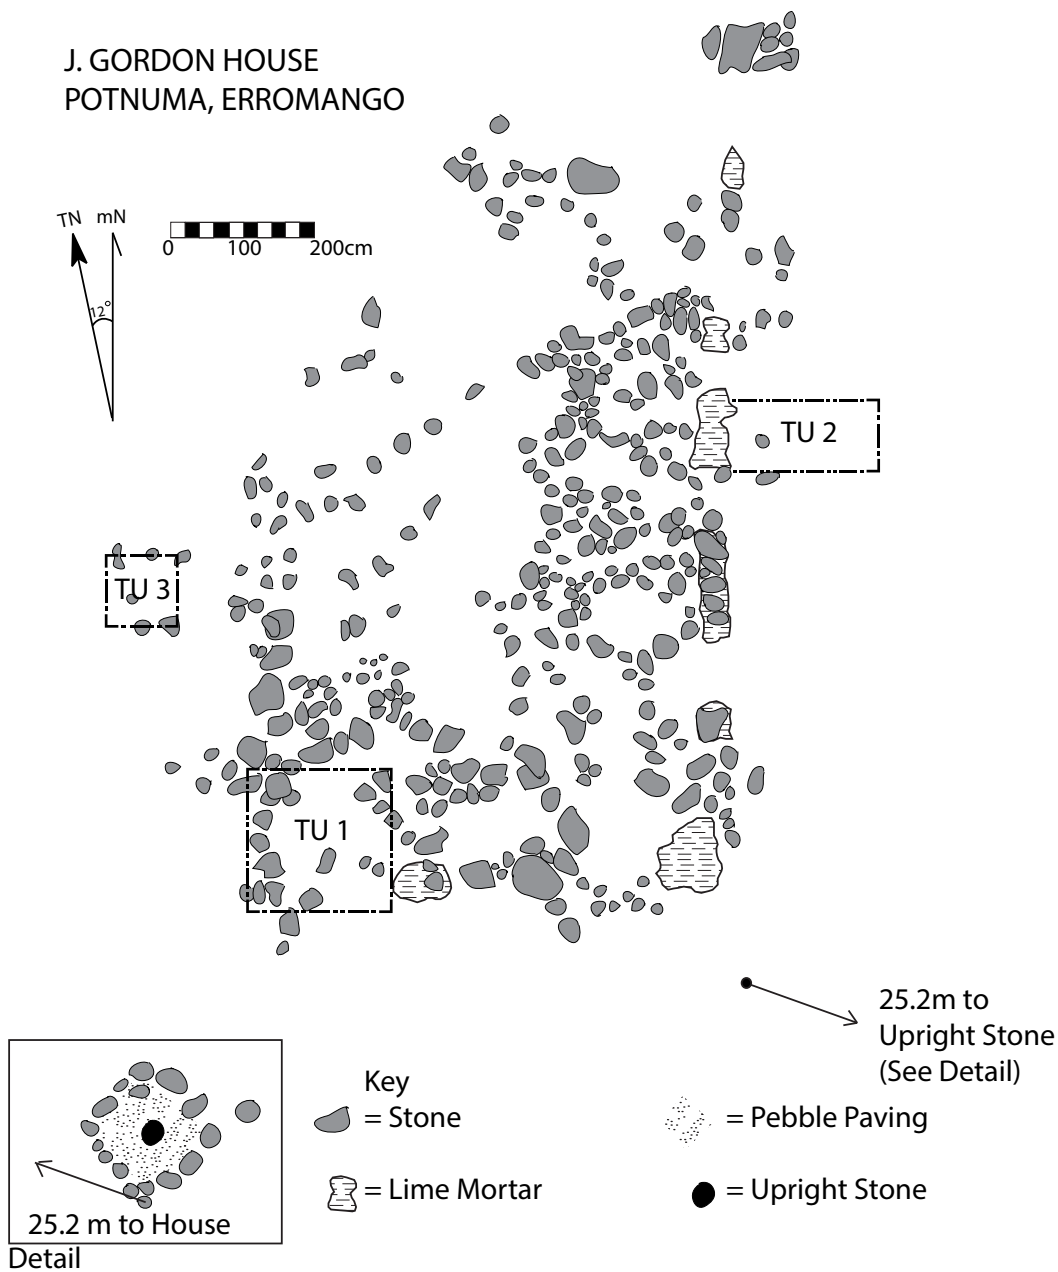 J. GORDON HOUSE
POTNUMA, ERROMANGO
TN mN
12°
0 100 200cm
TU 2
TU 3
TU 1
25.2m to
Upright Stone
(See Detail)
Key
= Stone
= Pebble Paving
= Lime Mortar
= Upright Stone
25.2 m to House
Detail